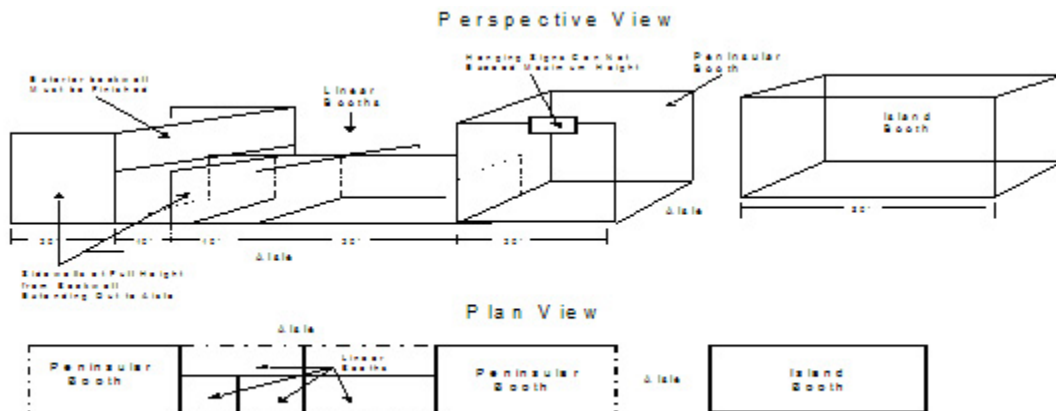 Perspective View
Exterior backwall
Must be Finished
Linear
Booths
Hanging Signs Can Not
Exceed Maximum Height
Peninsular
Booth
Island
Booth
Aisle
10'
10'
Aisle
Sidewalls at Full Height
from Backwall
Extending Out to Aisle
Plan View
Aisle
Peninsular
Booth
Linear
Booths
Peninsular
Booth
Aisle
Island
Booth